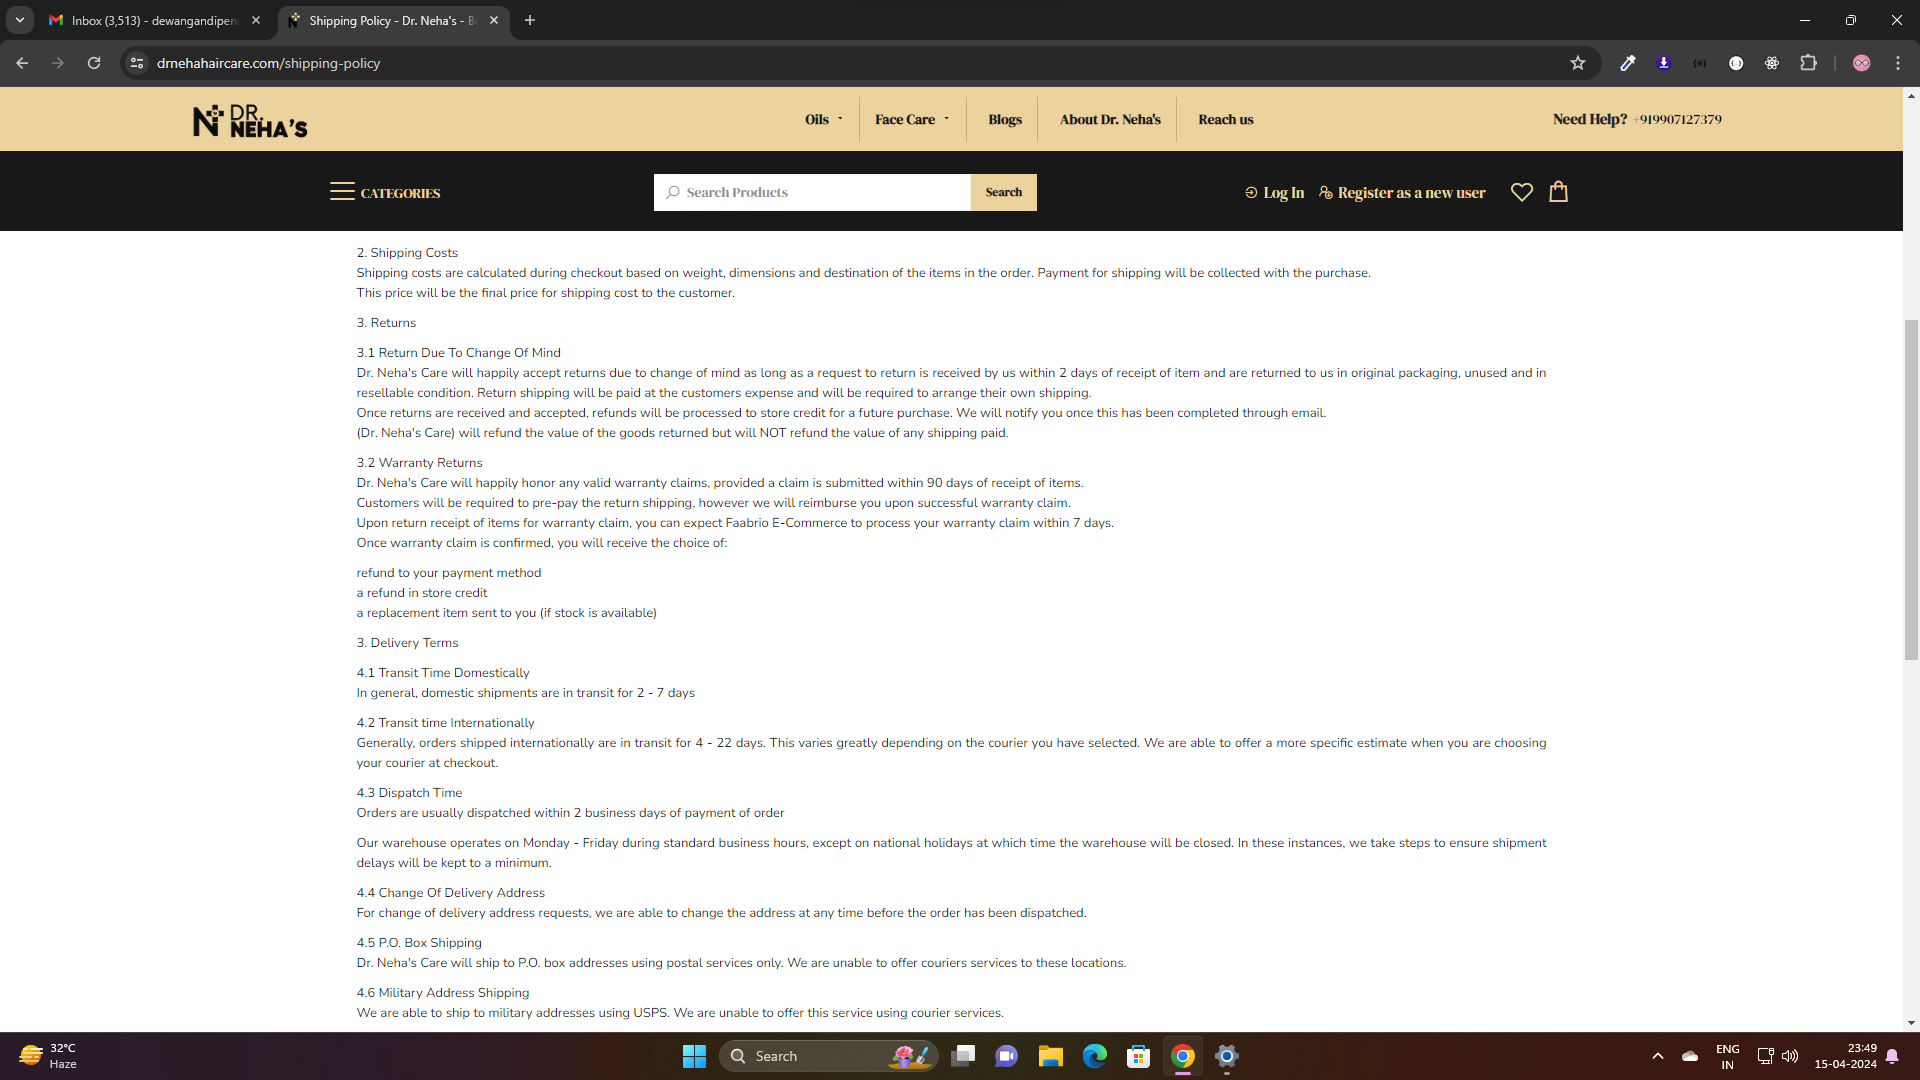 Inbox (3,513) - dewangandipen
Shipping Policy - Dr. Neha's - B
drnehahaircare.com/shipping-policy
DR. NEHA'S
Oils
Face Care
Blogs
About Dr. Neha's
Reach us
Need Help? +919907127379
CATEGORIES
Search Products
Search
Log In
Register as a new user
2. Shipping Costs
Shipping costs are calculated during checkout based on weight, dimensions and destination of the items in the order. Payment for shipping will be collected with the purchase.
This price will be the final price for shipping cost to the customer.
3. Returns
3.1 Return Due To Change Of Mind
Dr. Neha's Care will happily accept returns due to change of mind as long as a request to return is received by us within 2 days of receipt of item and are returned to us in original packaging, unused and in
resellable condition. Return shipping will be paid at the customers expense and will be required to arrange their own shipping.
Once returns are received and accepted, refunds will be processed to store credit for a future purchase. We will notify you once this has been completed through email.
(Dr. Neha's Care) will refund the value of the goods returned but will NOT refund the value of any shipping paid.
3.2 Warranty Returns
Dr. Neha's Care will happily honor any valid warranty claims, provided a claim is submitted within 90 days of receipt of items.
Customers will be required to pre-pay the return shipping, however we will reimburse you upon successful warranty claim.
Upon return receipt of items for warranty claim, you can expect Faabrio E-Commerce to process your warranty claim within 7 days.
Once warranty claim is confirmed, you will receive the choice of:
refund to your payment method
a refund in store credit
a replacement item sent to you (if stock is available)
3. Delivery Terms
4.1 Transit Time Domestically
In general, domestic shipments are in transit for 2 - 7 days
4.2 Transit time Internationally
Generally, orders shipped internationally are in transit for 4 - 22 days. This varies greatly depending on the courier you have selected. We are able to offer a more specific estimate when you are choosing
your courier at checkout.
4.3 Dispatch Time
Orders are usually dispatched within 2 business days of payment of order
Our warehouse operates on Monday - Friday during standard business hours, except on national holidays at which time the warehouse will be closed. In these instances, we take steps to ensure shipment
delays will be kept to a minimum.
4.4 Change Of Delivery Address
For change of delivery address requests, we are able to change the address at any time before the order has been dispatched.
4.5 P.O. Box Shipping
Dr. Neha's Care will ship to P.O. box addresses using postal services only. We are unable to offer couriers services to these locations.
4.6 Military Address Shipping
We are able to ship to military addresses using USPS. We are unable to offer this service using courier services.
32°C
Haze
Search
ENG
IN
23:49
15-04-2024